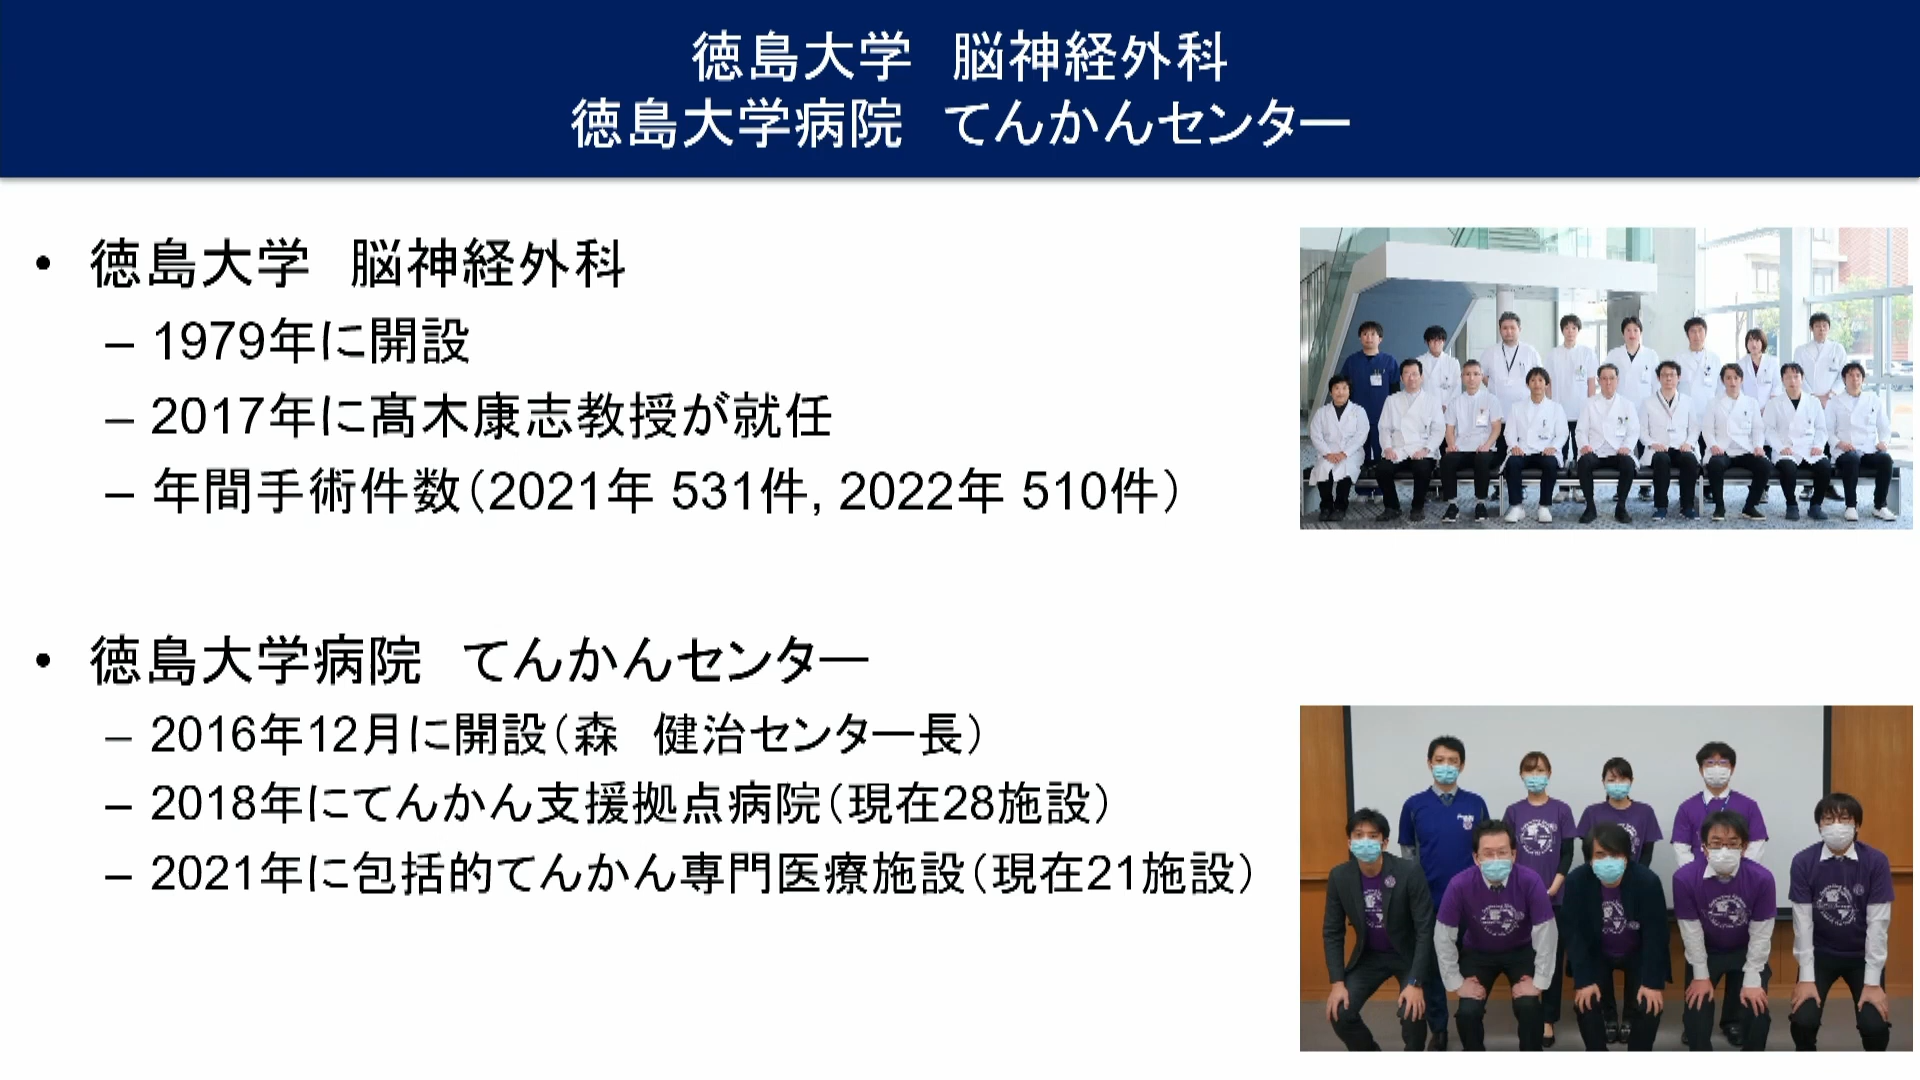 徳島大学　脳神経外科
徳島大学病院　てんかんセンター
• 徳島大学　脳神経外科
– 1979年に開設
– 2017年に髙木康志教授が就任
– 年間手術件数（2021年 531件, 2022年 510件）
• 徳島大学病院　てんかんセンター
– 2016年12月に開設（森　健治センター長）
– 2018年にてんかん支援拠点病院（現在28施設）
– 2021年に包括的てんかん専門医療施設（現在21施設）